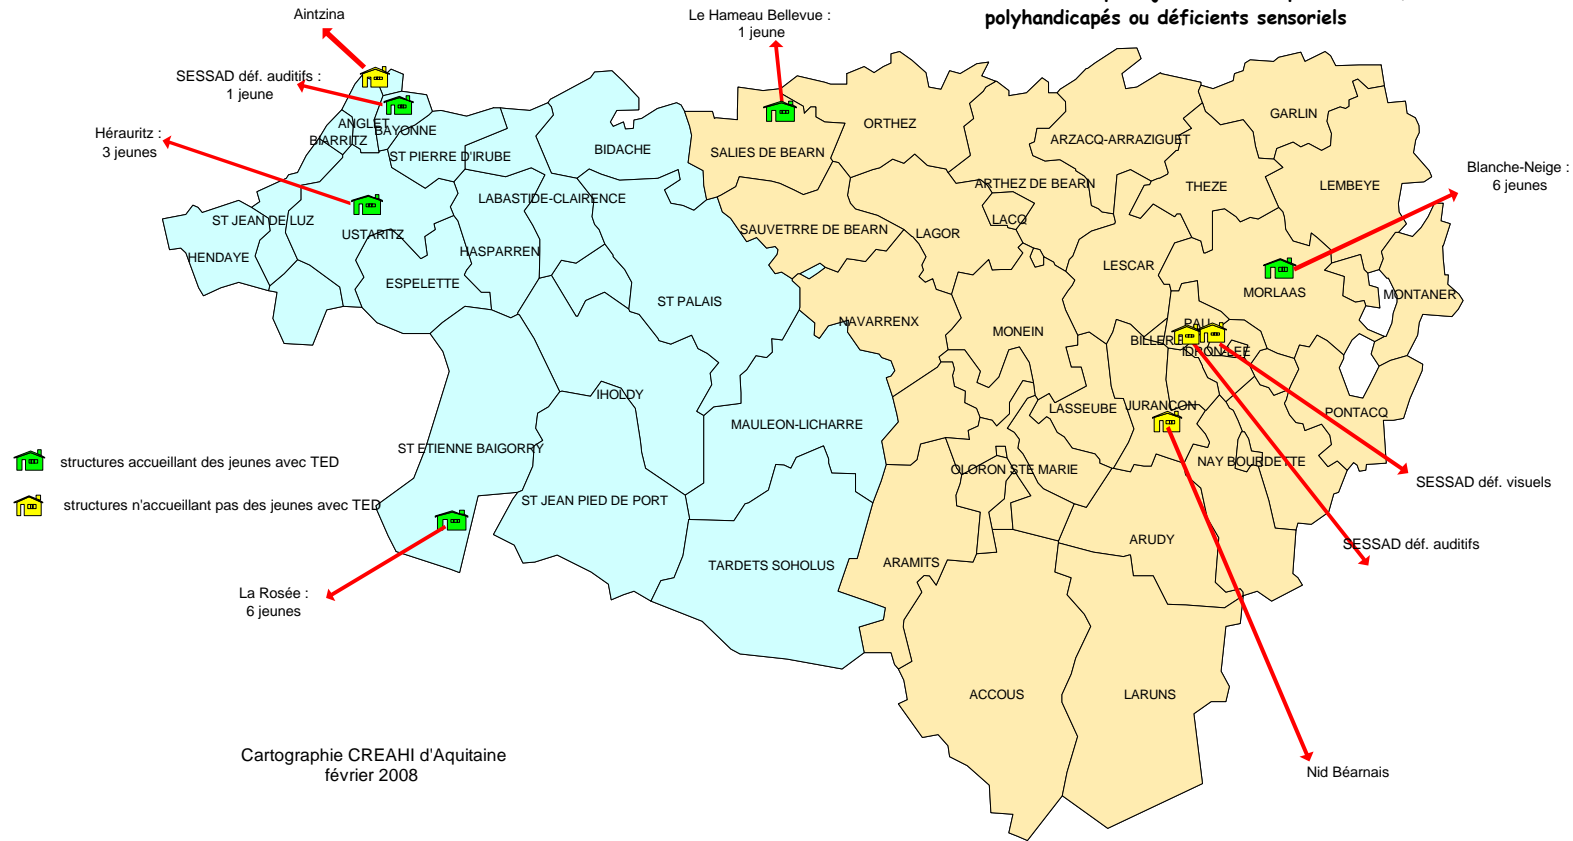 polyhandicapés ou déficients sensoriels
Aintzina
Le Hameau Bellevue :
1 jeune
SESSAD déf. auditifs :
1 jeune
Hérauritz :
3 jeunes
Blanche-Neige :
6 jeunes
ANGLET
BAYONNE
BIARRITZ
ST PIERRE D'IRUBE
BIDACHE
SALIES DE BEARN
ORTHEZ
ARZACQ-ARRAZIGUET
GARLIN
LABASTIDE-CLAIRENCE
ARTHEZ DE BEARN
THEZE
LEMBEYE
ST JEAN DE LUZ
USTARITZ
SAUVETRRE DE BEARN
LACQ
LAGOR
HENDAYE
HASPARREN
LESCAR
ESPELETTE
ST PALAIS
MORLAAS
MONTANER
NAVARRENX
MONEIN
PAU
BILLER
IDRON-LEE
IHOLDY
MAULEON-LICHARRE
LASSEUBE
JURANCON
PONTACQ
ST ETIENNE BAIGORRY
OLORON STE MARIE
NAY BOURDETTE
structures accueillant des jeunes avec TED
structures n'accueillant pas des jeunes avec TED
ST JEAN PIED DE PORT
SESSAD déf. visuels
TARDETS SOHOLUS
ARAMITS
ARUDY
SESSAD déf. auditifs
La Rosée :
6 jeunes
ACCOUS
LARUNS
Cartographie CREAHI d'Aquitaine
février 2008
Nid Béarnais